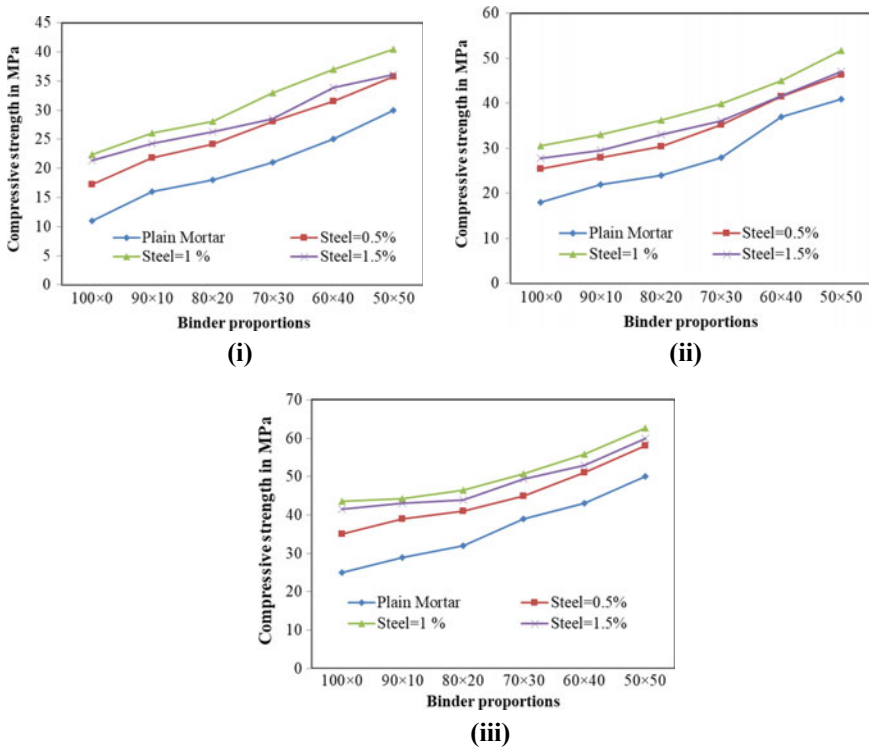 Compressive strength in MPa
45
40
35
30
25
20
15
10
5
0
Plain Mortar Steel=0.5%
Steel=1 % Steel=1.5%
100×0 90×10 80×20 70×30 60×40 50×50
Binder proportions
(i)
Compressive strength in MPa
60
50
40
30
20
10
0
Plain Mortar Steel=0.5%
Steel=1 % Steel=1.5%
100×0 90×10 80×20 70×30 60×40 50×50
Binder proportions
(ii)
Compressive strength in MPa
70
60
50
40
30
20
10
0
Plain Mortar Steel=0.5%
Steel=1 % Steel=1.5%
100×0 90×10 80×20 70×30 60×40 50×50
Binder proportions
(iii)